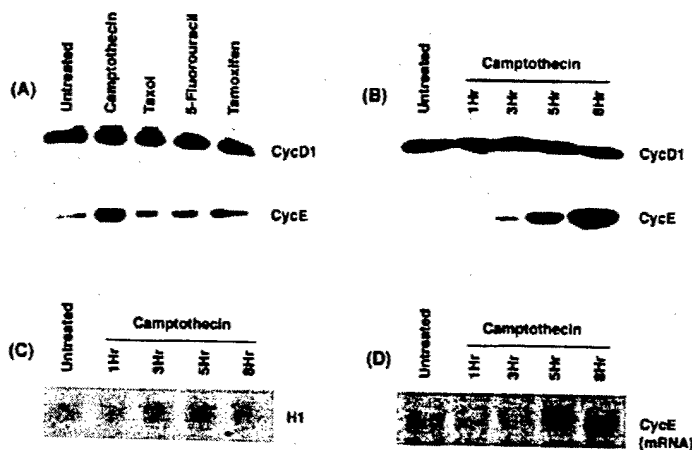 (A)
Untreated
Camptothecin
Taxol
5-Fluorouracil
Tamoxifen
CycD1
CycE
(B)
Untreated
Camptothecin
1Hr
3Hr
5Hr
8Hr
CycD1
CycE
(C)
Untreated
Camptothecin
1Hr
3Hr
5Hr
8Hr
H1
(D)
Untreated
Camptothecin
1Hr
3Hr
5Hr
8Hr
CycE
(mRNA)